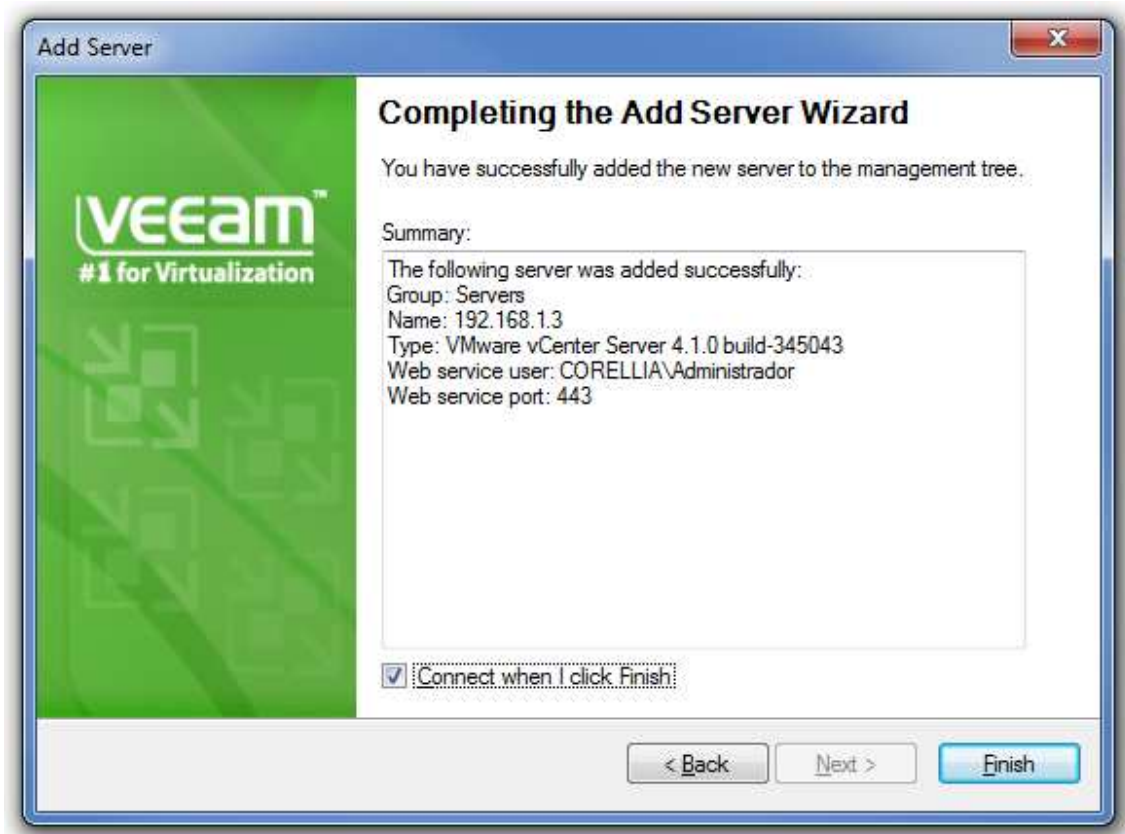 Add Server
veeam™
#1 for Virtualization
Completing the Add Server Wizard
You have successfully added the new server to the management tree.
Summary:
The following server was added successfully:
Group: Servers
Name: 192.168.1.3
Type: VMware vCenter Server 4.1.0 build-345043
Web service user: CORELLIA\Administrador
Web service port: 443
Connect when I click Finish
< Back
Next >
Finish